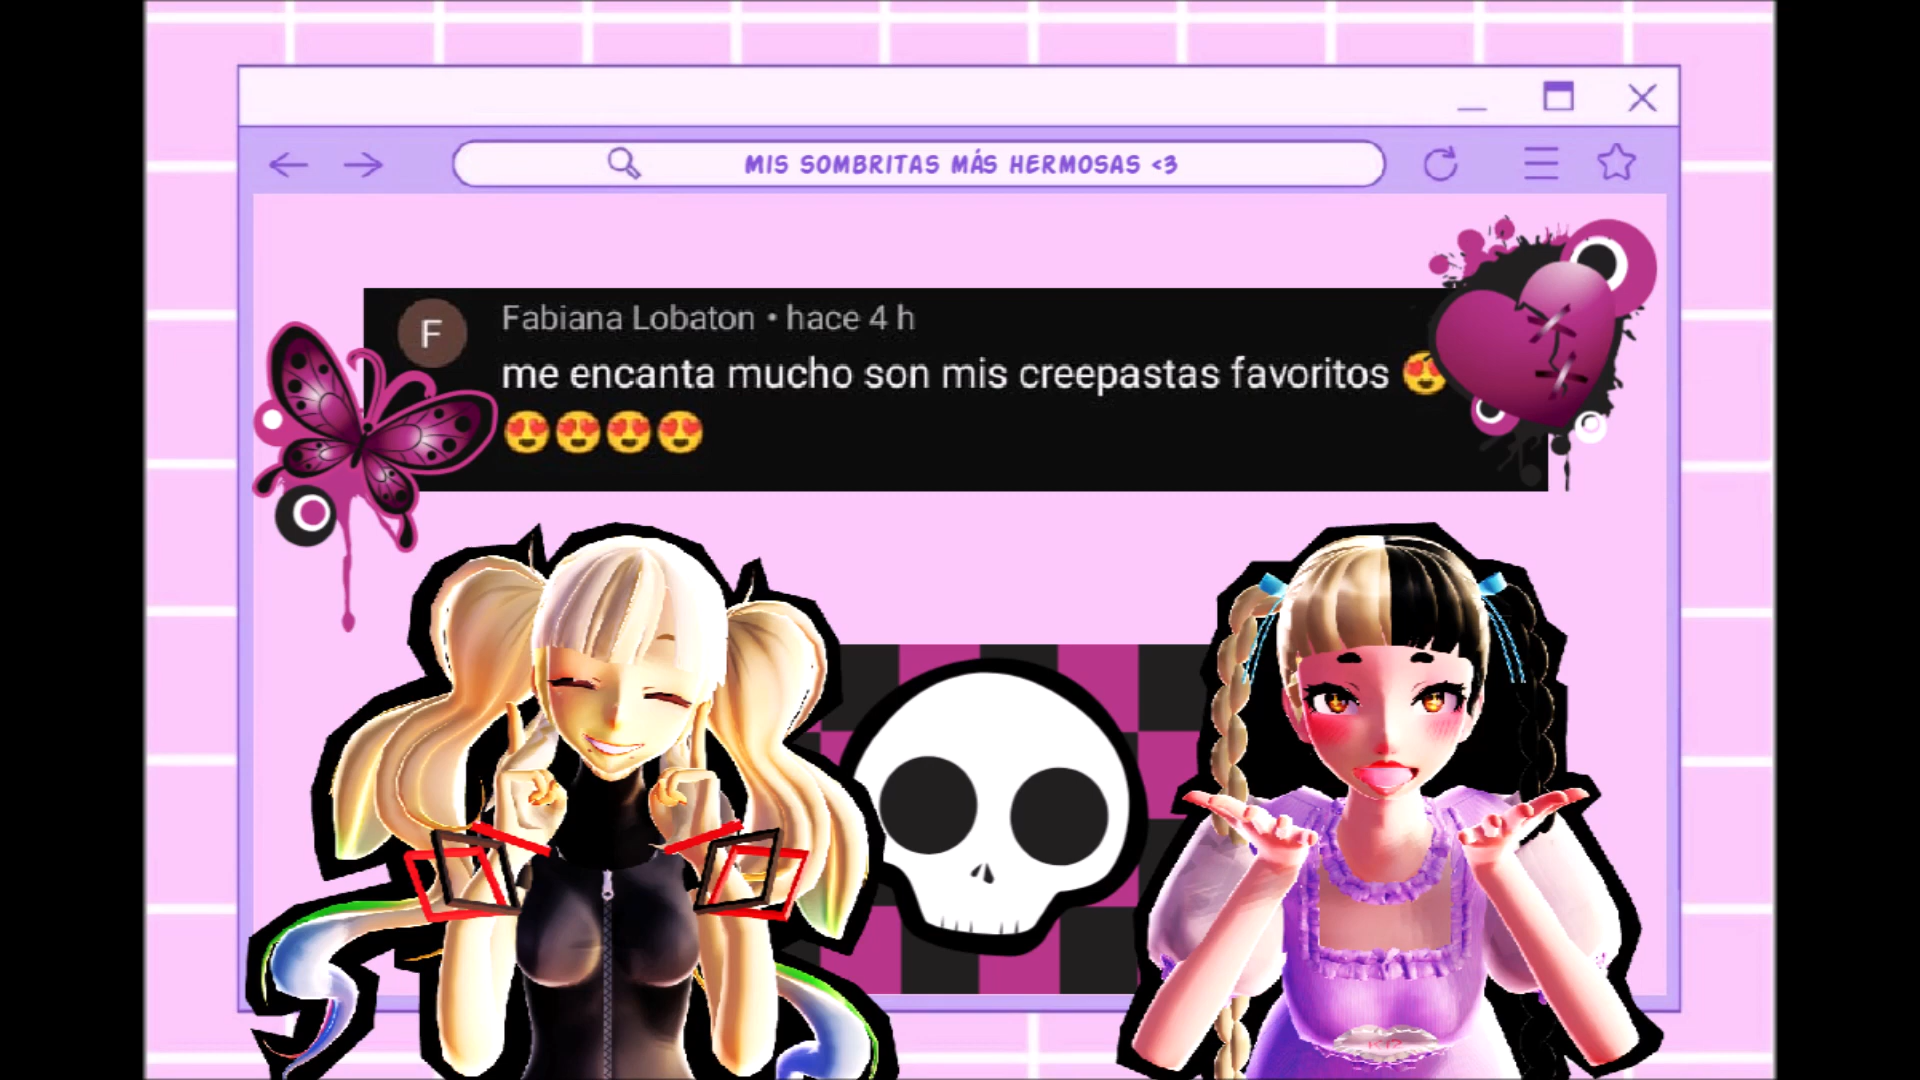 MIS SOMBRITAS MÁS HERMOSAS <3
F
Fabiana Lobaton • hace 4 h
me encanta mucho son mis creepastas favoritos 😍
😍😍😍😍